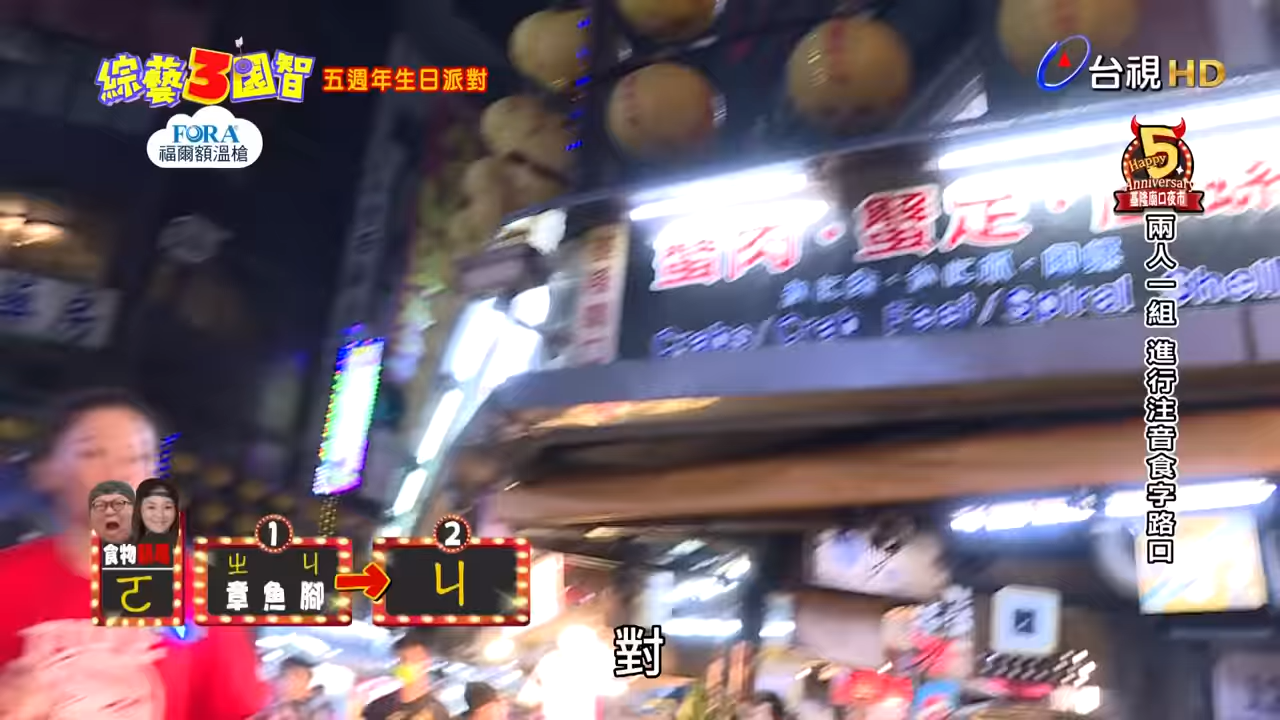 綜藝3國智 五週年生日派對
FORA
福爾額溫槍
台視HD
Happy 5 Anniversary
基隆廟口夜市
兩人一組 進行注音食字路口
蟹肉·蟹足·
Crabs/Crab Feet/Spiral Shell
食物
ㄛ
1
ㄓ ㄐ
章魚腳
2
ㄐ
對